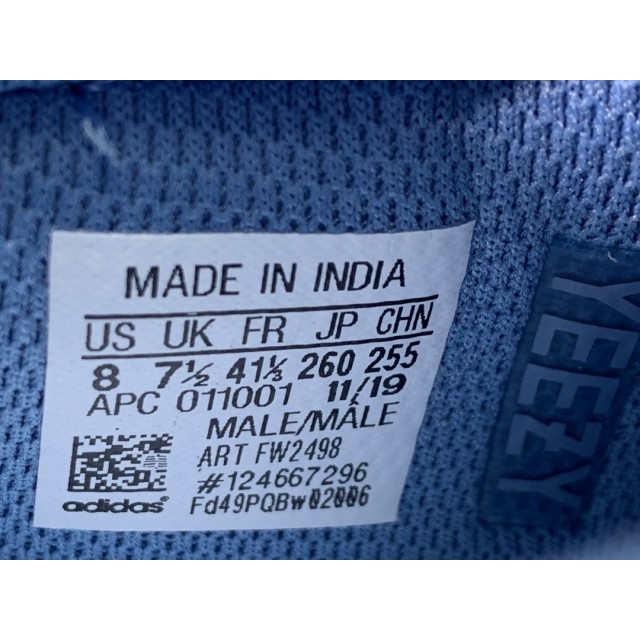 MADE IN INDIA
US UK FR JP CHN
8 7½ 41⅓ 260 255
APC 011001 11/19
MALE/MÂLE
ART FW2498
#124667296
adidas Fd49PQBw02006
YEEZY